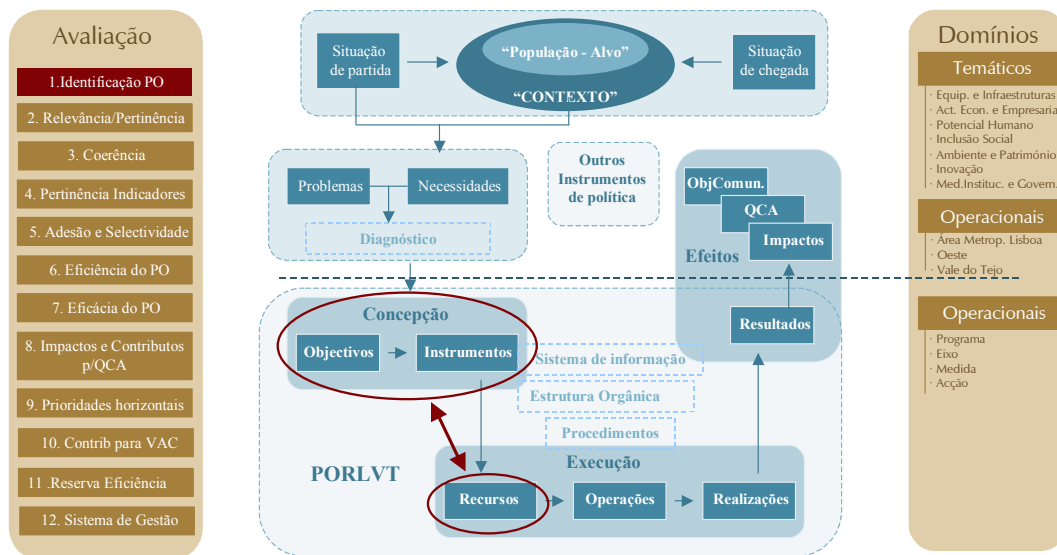 Avaliação
1.Identificação PO
2. Relevância/Pertinência
3. Coerência
4. Pertinência Indicadores
5. Adesão e Selectividade
6. Eficiência do PO
7. Eficácia do PO
8. Impactos e Contributos
p/QCA
9. Prioridades horizontais
10. Contrib para VAC
11 .Reserva Eficiência
12. Sistema de Gestão
Situação
de partida
“População - Alvo”
“CONTEXTO”
Situação
de chegada
Problemas
Necessidades
Diagnóstico
Outros
Instrumentos
de política
ObjComun.
QCA
Impactos
Efeitos
Resultados
Concepção
Objectivos
Instrumentos
Sistema de informação
Estrutura Orgânica
Procedimentos
PORLVT
Execução
Recursos
Operações
Realizações
Domínios
Temáticos
· Equip. e Infraestruturas
· Act. Econ. e Empresaria
· Potencial Humano
· Inclusão Social
· Ambiente e Património
· Inovação
· Med.Instituc. e Govern.
Operacionais
· Área Metrop. Lisboa
· Oeste
· Vale do Tejo
Operacionais
· Programa
· Eixo
· Medida
· Acção